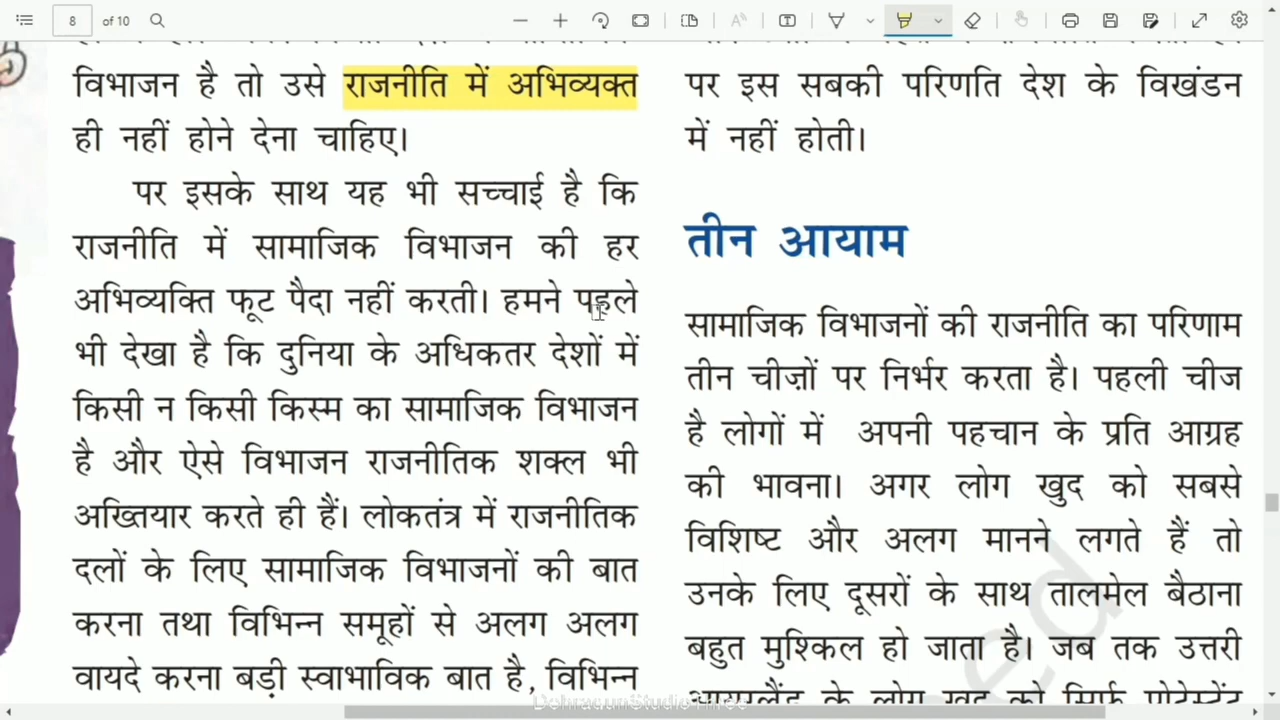 8 of 10
विभाजन है तो उसे राजनीति में अभिव्यक्त
ही नहीं होने देना चाहिए।
पर इसके साथ यह भी सच्चाई है कि
राजनीति में सामाजिक विभाजन की हर
अभिव्यक्ति फूट पैदा नहीं करती। हमने पहले
भी देखा है कि दुनिया के अधिकतर देशों में
किसी न किसी किस्म का सामाजिक विभाजन
है और ऐसे विभाजन राजनीतिक शक्ल भी
अख्तियार करते ही हैं। लोकतंत्र में राजनीतिक
दलों के लिए सामाजिक विभाजनों की बात
करना तथा विभिन्न समूहों से अलग अलग
वायदे करना बड़ी स्वाभाविक बात है, विभिन्न
पर इस सबकी परिणति देश के विखंडन
में नहीं होती।
तीन आयाम
सामाजिक विभाजनों की राजनीति का परिणाम
तीन चीज़ों पर निर्भर करता है। पहली चीज
है लोगों में अपनी पहचान के प्रति आग्रह
की भावना। अगर लोग खुद को सबसे
विशिष्ट और अलग मानने लगते हैं तो
उनके लिए दूसरों के साथ तालमेल बैठाना
बहुत मुश्किल हो जाता है। जब तक उत्तरी
आयरलैंड के लोग खुद को सिर्फ प्रोटेस्टेंट